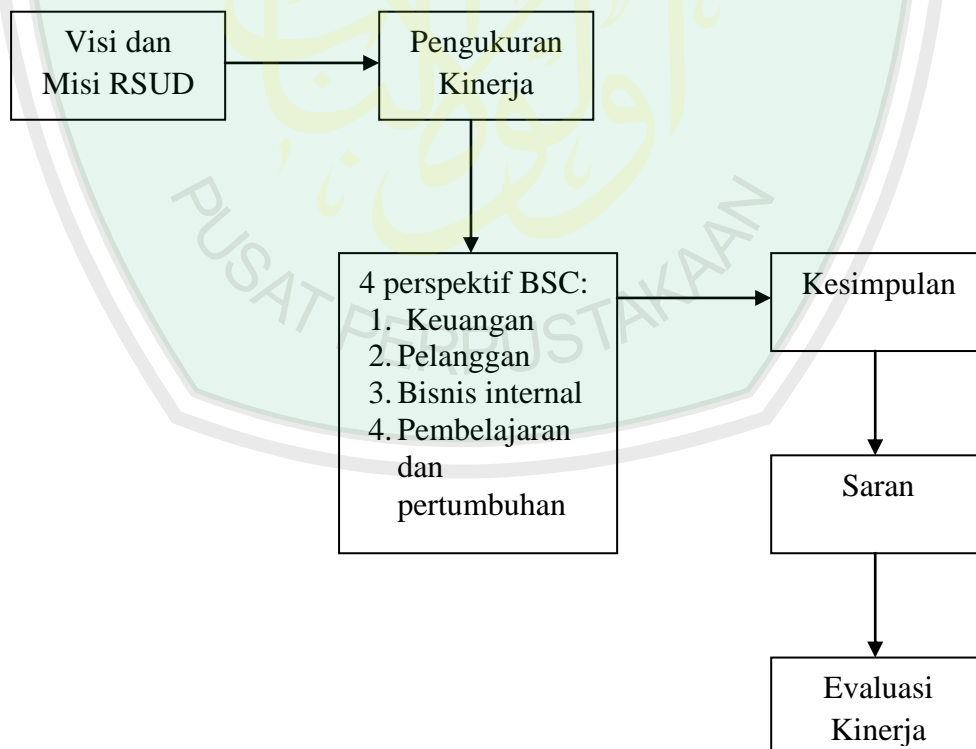 Visi dan
Misi RSUD
Pengukuran
Kinerja
4 perspektif BSC:
1. Keuangan
2. Pelanggan
3. Bisnis internal
4. Pembelajaran
dan
pertumbuhan
Kesimpulan
Saran
Evaluasi
Kinerja
PUSAT PERPUSTAKAAN